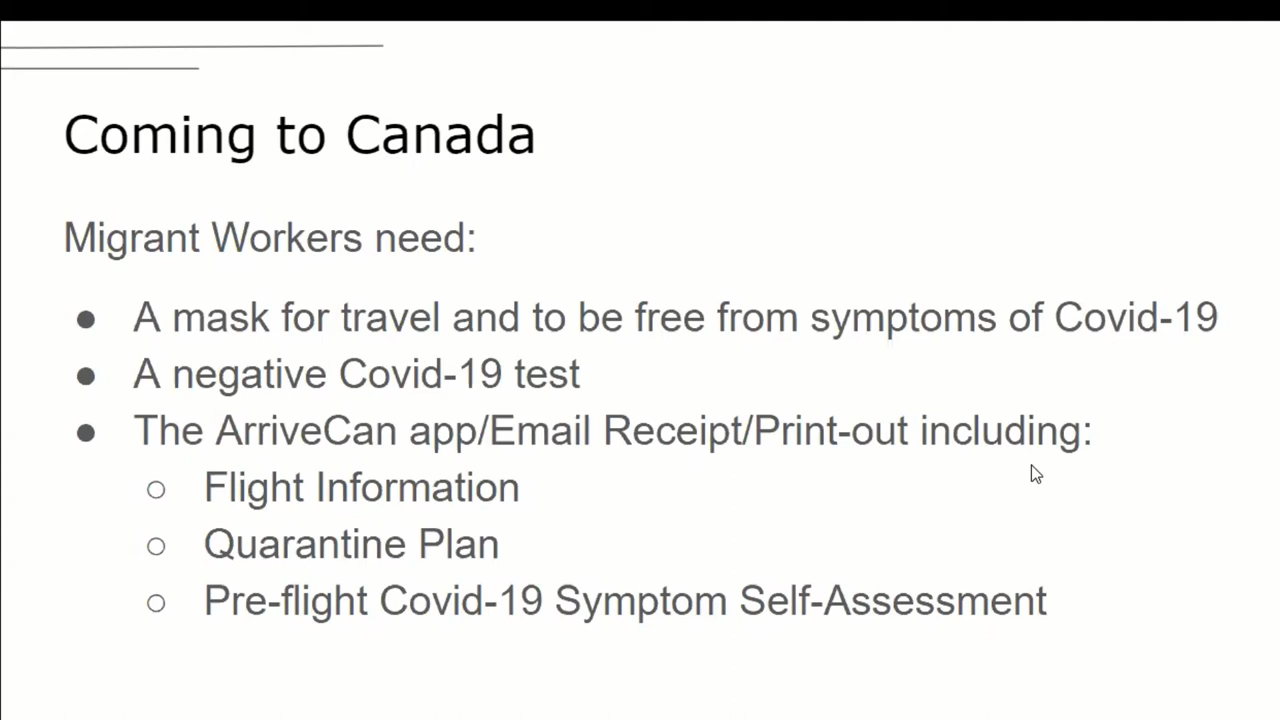 Coming to Canada
Migrant Workers need:
● A mask for travel and to be free from symptoms of Covid-19
● A negative Covid-19 test
● The ArriveCan app/Email Receipt/Print-out including:
○ Flight Information
○ Quarantine Plan
○ Pre-flight Covid-19 Symptom Self-Assessment